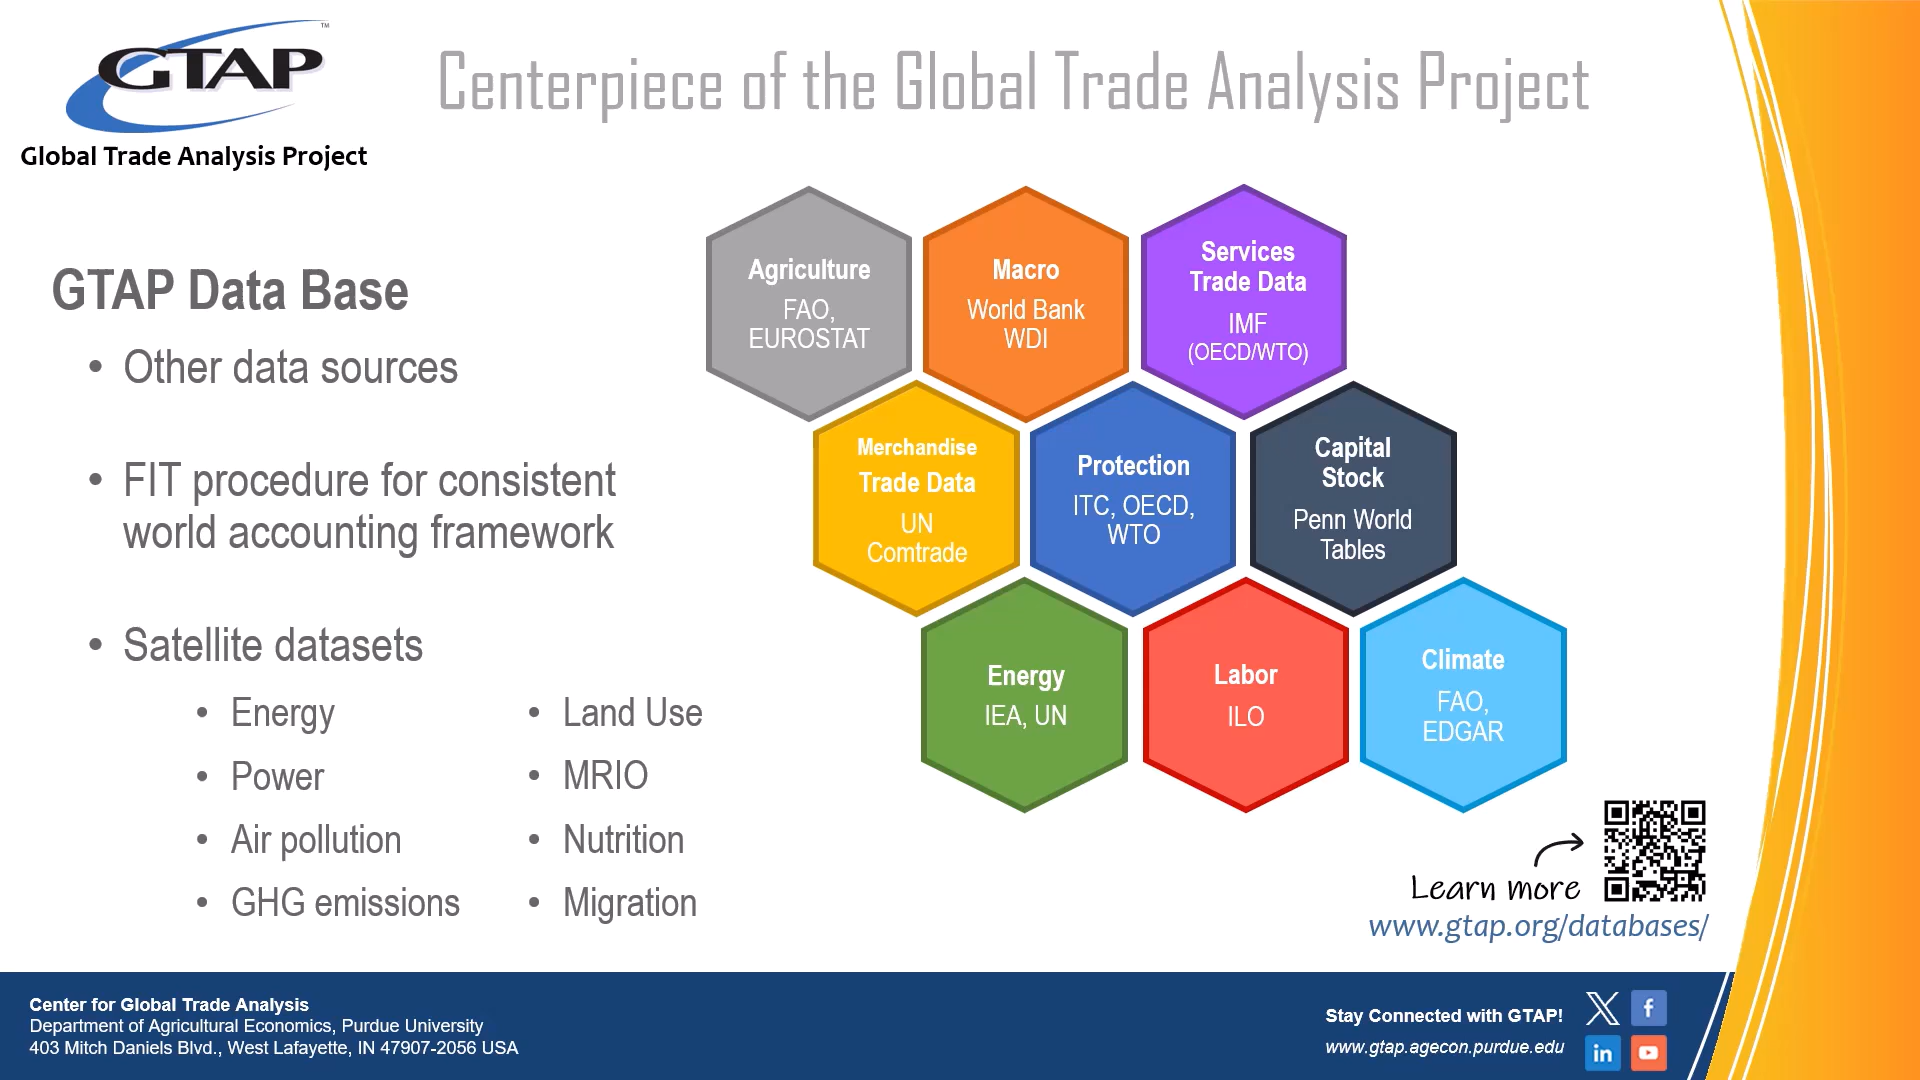 GTAP™
Global Trade Analysis Project
Centerpiece of the Global Trade Analysis Project
GTAP Data Base
• Other data sources
• FIT procedure for consistent
world accounting framework
• Satellite datasets
• Energy
• Power
• Air pollution
• GHG emissions
• Land Use
• MRIO
• Nutrition
• Migration
Agriculture
FAO,
EUROSTAT
Macro
World Bank
WDI
Services
Trade Data
IMF
(OECD/WTO)
Merchandise
Trade Data
UN
Comtrade
Protection
ITC, OECD,
WTO
Capital
Stock
Penn World
Tables
Energy
IEA, UN
Labor
ILO
Climate
FAO,
EDGAR
Learn more
www.gtap.org/databases/
Center for Global Trade Analysis
Department of Agricultural Economics, Purdue University
403 Mitch Daniels Blvd., West Lafayette, IN 47907-2056 USA
Stay Connected with GTAP!
www.gtap.agecon.purdue.edu
X
f
in